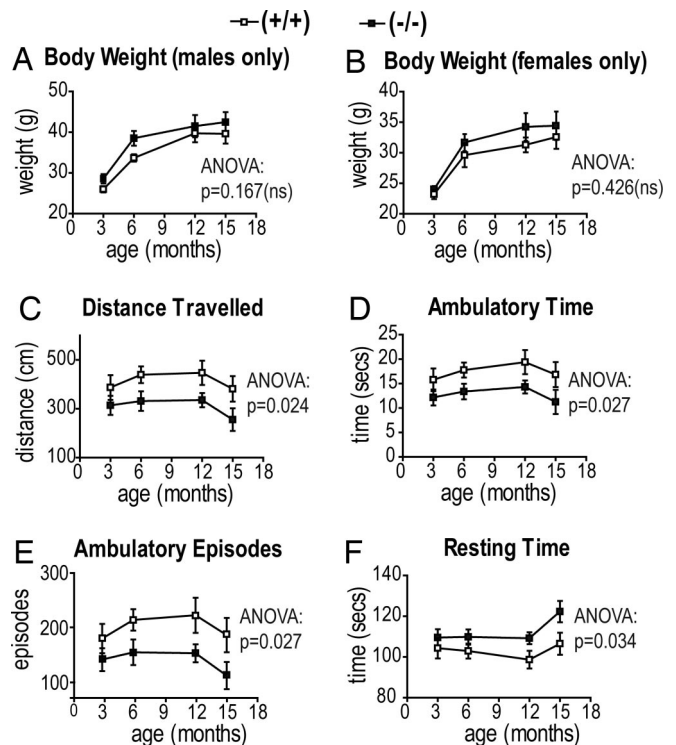 (+/+) (-/-)
A Body Weight (males only)
50
40
30
20
weight (g)
ANOVA:
p=0.167(ns)
0 3 6 9 12 15 18
age (months)
B Body Weight (females only)
40
35
30
25
20
weight (g)
ANOVA:
p=0.426(ns)
0 3 6 9 12 15 18
age (months)
C Distance Travelled
500
300
100
distance (cm)
ANOVA:
p=0.024
0 3 6 9 12 15 18
age (months)
D Ambulatory Time
25
20
15
10
5
0
time (secs)
ANOVA:
p=0.027
0 3 6 9 12 15 18
age (months)
E Ambulatory Episodes
300
200
100
episodes
ANOVA:
p=0.027
0 3 6 9 12 15 18
age (months)
F Resting Time
140
120
100
80
time (secs)
ANOVA:
p=0.034
0 3 6 9 12 15 18
age (months)